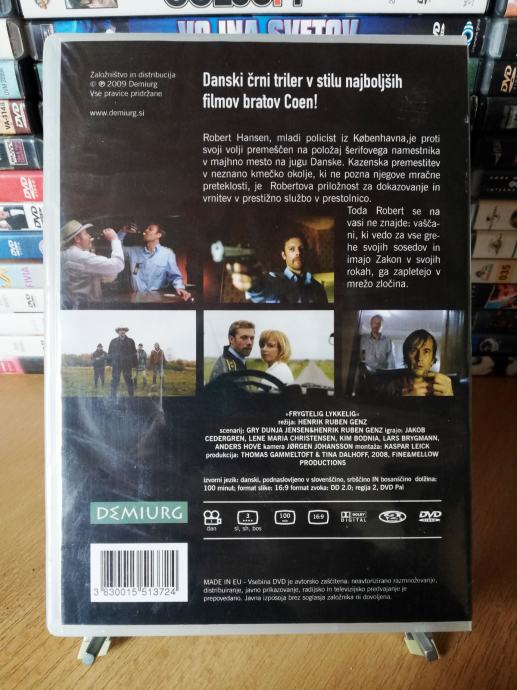 VOJNA SVETOV
Založništvo in distribucija
© ℗ 2009 Demiurg
Vse pravice pridržane
www.demiurg.si
Danski črni triler v stilu najboljših
filmov bratov Coen!
Robert Hansen, mladi policist iz Københavna,je proti
svoji volji premeščen na položaj šerifovega namestnika
v majhno mesto na jugu Danske. Kazenska premestitev
v neznano kmečko okolje, ki ne pozna njegove mračne
preteklosti, je Robertova priložnost za dokazovanje in
vrnitev v prestižno službo v prestolnico.
Toda Robert se na
vasi ne znajde: vašča-
ni, ki vedo za vse gre-
he svojih sosedov in
imajo Zakon v svojih
rokah, ga zapletejo v
mrežo zločina.
»FRYGTELIG LYKKELIG«
režija: HENRIK RUBEN GENZ
scenarij: GRY DUNJA JENSEN&HENRIK RUBEN GENZ igrajo: JAKOB
CEDERGREN, LENE MARIA CHRISTENSEN, KIM BODNIA, LARS BRYGMANN,
ANDERS HOVE kamera JØRGEN JOHANSSON montaža: KASPAR LEICK
produkcija: THOMAS GAMMELTOFT & TINA DALHOFF, 2008, FINE&MELLOW
PRODUCTIONS
izvorni jezik: danski, podnaslovljeno v slovenščino, srbščino IN bosanščino dolžina:
100 minut; format slike: 16:9 format zvoka: DD 2.0; regija 2, DVD Pal
DEMIURG
dan
3
sl, sh, bos
100
min
16:9
DOLBY
DIGITAL
2
DVD
VIDEO
3 830015 513724
MADE IN EU - Vsebina DVD je avtorsko zaščitena: neavtorizirano razmnoževanje,
distribuiranje, javno prikazovanje, radijsko in televizijsko predvajanje je
prepovedano. Javna izposoja brez soglasja založnika ni dovoljena.